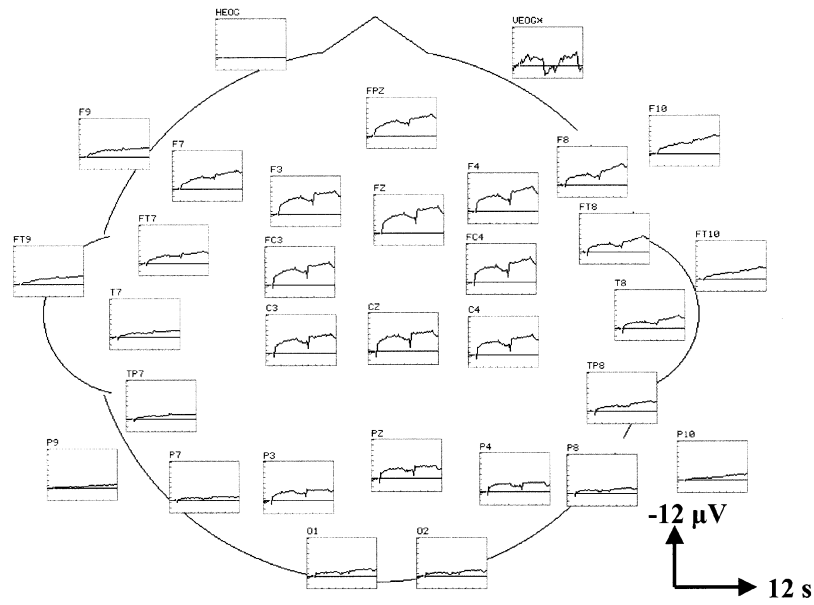 HEOG
VEOG*
FPZ
F9
F10
F7
F8
F3
F4
FZ
FT7
FT8
FT9
FT10
FC3
FC4
T7
T8
C3
CZ
C4
TP7
TP8
P9
P10
P7
P3
PZ
P4
P8
O1
O2
-12 µV
12 s